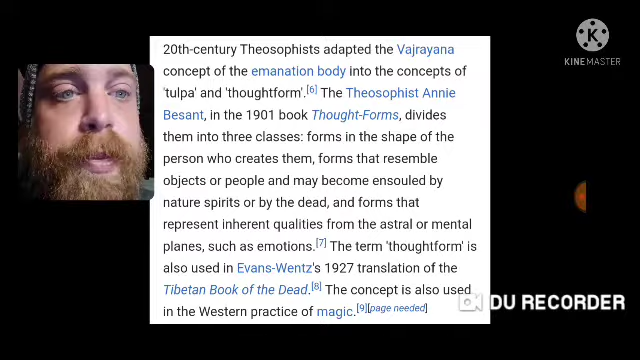 20th-century Theosophists adapted the Vajrayana
concept of the emanation body into the concepts of
'tulpa' and 'thoughtform'.[6] The Theosophist Annie
Besant, in the 1901 book Thought-Forms, divides
them into three classes: forms in the shape of the
person who creates them, forms that resemble
objects or people and may become ensouled by
nature spirits or by the dead, and forms that
represent inherent qualities from the astral or mental
planes, such as emotions.[7] The term 'thoughtform' is
also used in Evans-Wentz's 1927 translation of the
Tibetan Book of the Dead.[8] The concept is also used
in the Western practice of magic.[9][page needed]
KINEMASTER
DU RECORDER